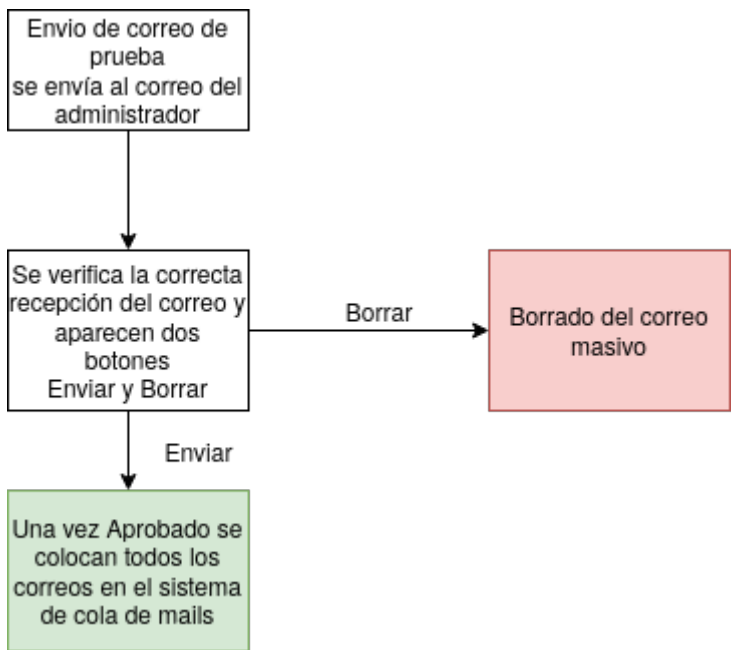 Envio de correo de
prueba
se envía al correo del
administrador
Se verifica la correcta
recepción del correo y
aparecen dos
botones
Enviar y Borrar
Borrar
Borrado del correo
masivo
Enviar
Una vez Aprobado se
colocan todos los
correos en el sistema
de cola de mails